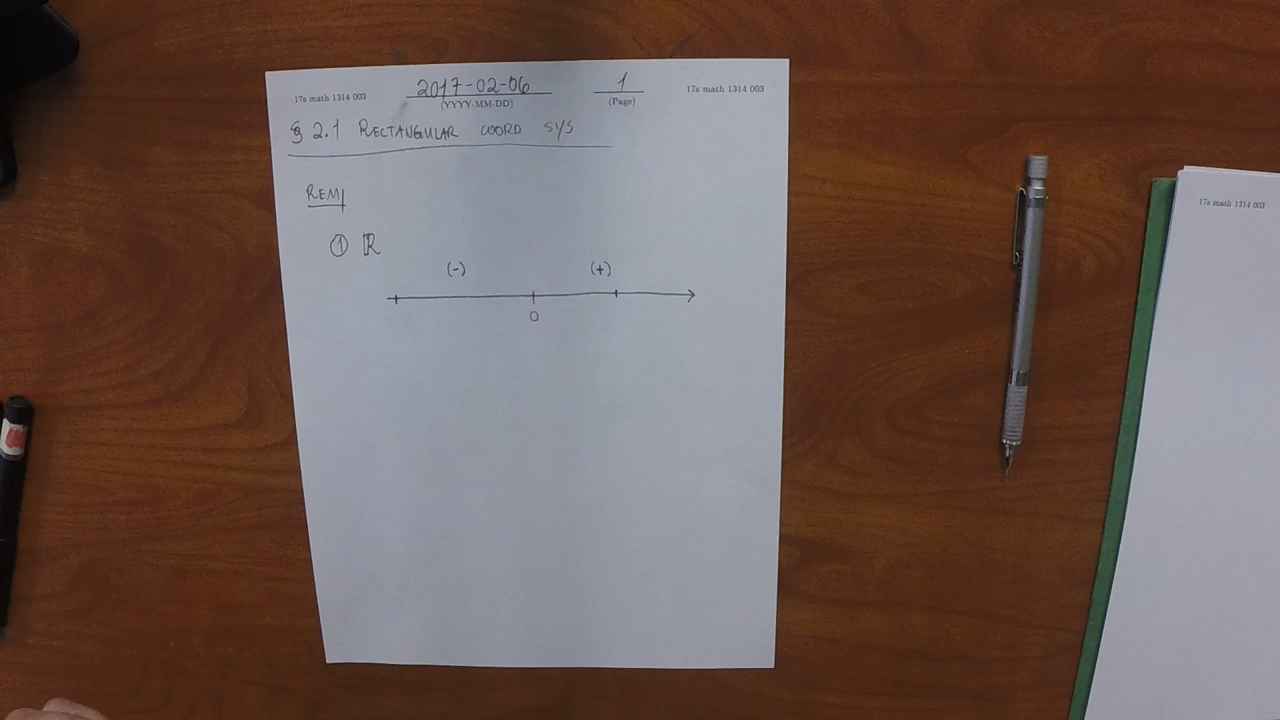 17s math 1314 003 2017-02-06 1 17s math 1314 003
(YYYY-MM-DD) (Page)
§ 2.1 RECTANGULAR COORD SYS
REM
① ℝ
(-) (+)
0
17s math 1314 003